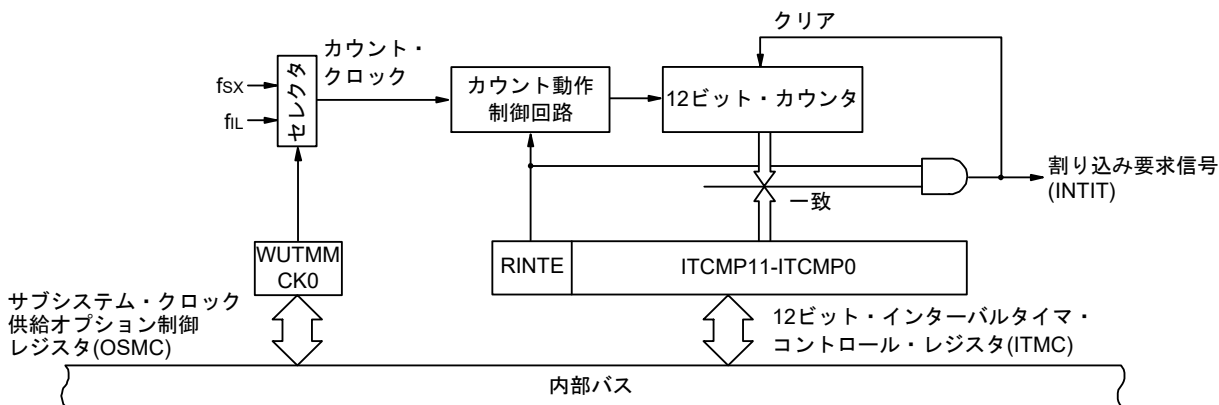 クリア
カウント・
クロック
fSX
fIL
セレクタ
カウント動作
制御回路
12ビット・カウンタ
割り込み要求信号
(INTIT)
一致
WUTMM
CK0
RINTE
ITCMP11-ITCMP0
サブシステム・クロック
供給オプション制御
レジスタ(OSMC)
12ビット・インターバルタイマ・
コントロール・レジスタ(ITMC)
内部バス